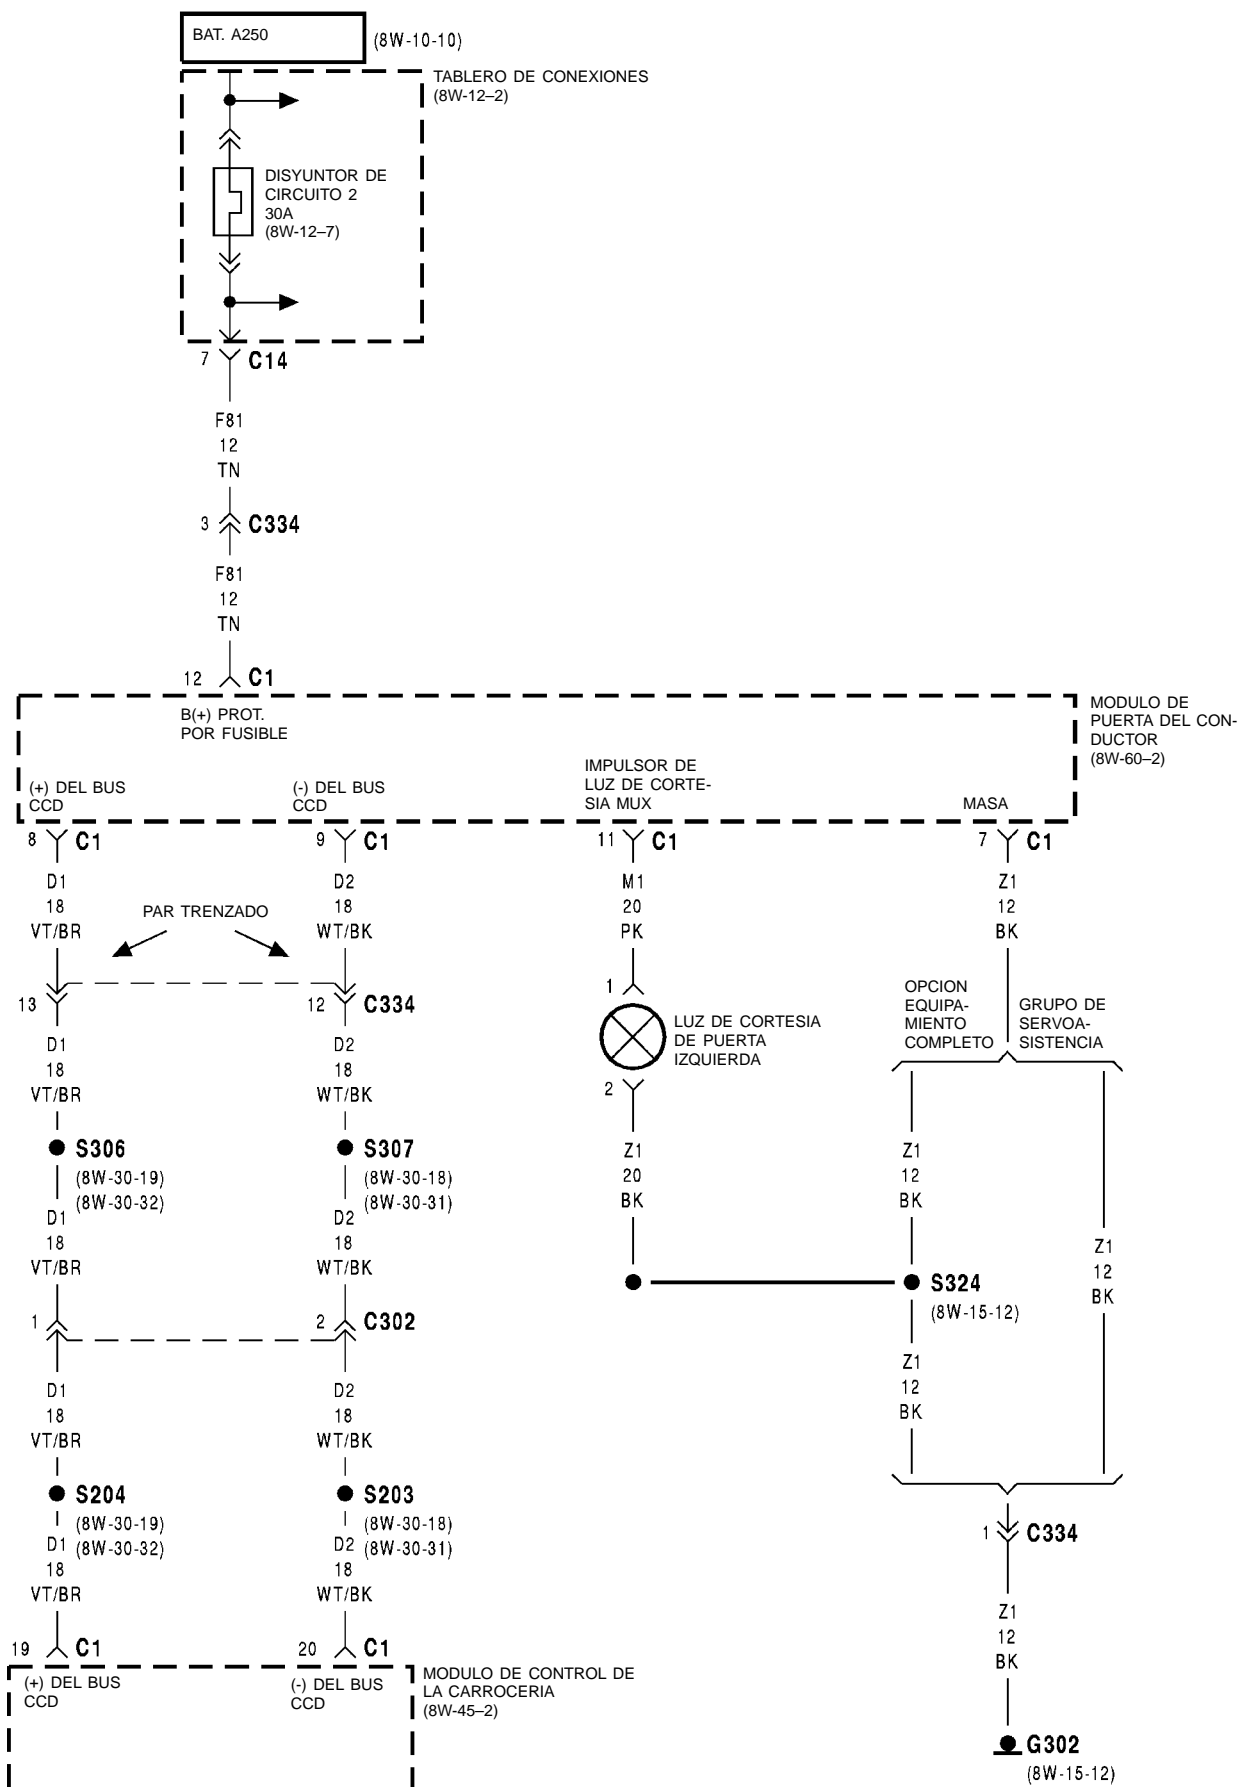 BAT. A250
(8W-10-10)
TABLERO DE CONEXIONES
(8W-12–2)
DISYUNTOR DE
CIRCUITO 2
30A
(8W-12–7)
7 C14
F81
12
TN
3 C334
F81
12
TN
12 C1
B(+) PROT.
POR FUSIBLE
MODULO DE
PUERTA DEL CON-
DUCTOR
(8W-60–2)
(+) DEL BUS
CCD
(-) DEL BUS
CCD
IMPULSOR DE
LUZ DE CORTE-
SIA MUX
MASA
8 C1
9 C1
11 C1
7 C1
D1
18
VT/BR
PAR TRENZADO
D2
18
WT/BK
M1
20
PK
Z1
12
BK
13
12 C334
1
LUZ DE CORTESIA
DE PUERTA
IZQUIERDA
2
OPCION
EQUIPA-
MIENTO
COMPLETO
GRUPO DE
SERVOA-
SISTENCIA
D1
18
VT/BR
D2
18
WT/BK
S306
(8W-30-19)
(8W-30-32)
S307
(8W-30-18)
(8W-30-31)
Z1
20
BK
Z1
12
BK
D1
18
VT/BR
D2
18
WT/BK
Z1
12
BK
S324
(8W-15-12)
1
2 C302
Z1
12
BK
D1
18
VT/BR
D2
18
WT/BK
S204
(8W-30-19)
(8W-30-32)
S203
(8W-30-18)
(8W-30-31)
1 C334
D1
18
VT/BR
D2
18
WT/BK
Z1
12
BK
19 C1
20 C1
(+) DEL BUS
CCD
(-) DEL BUS
CCD
MODULO DE CONTROL DE
LA CARROCERIA
(8W-45–2)
G302
(8W-15-12)